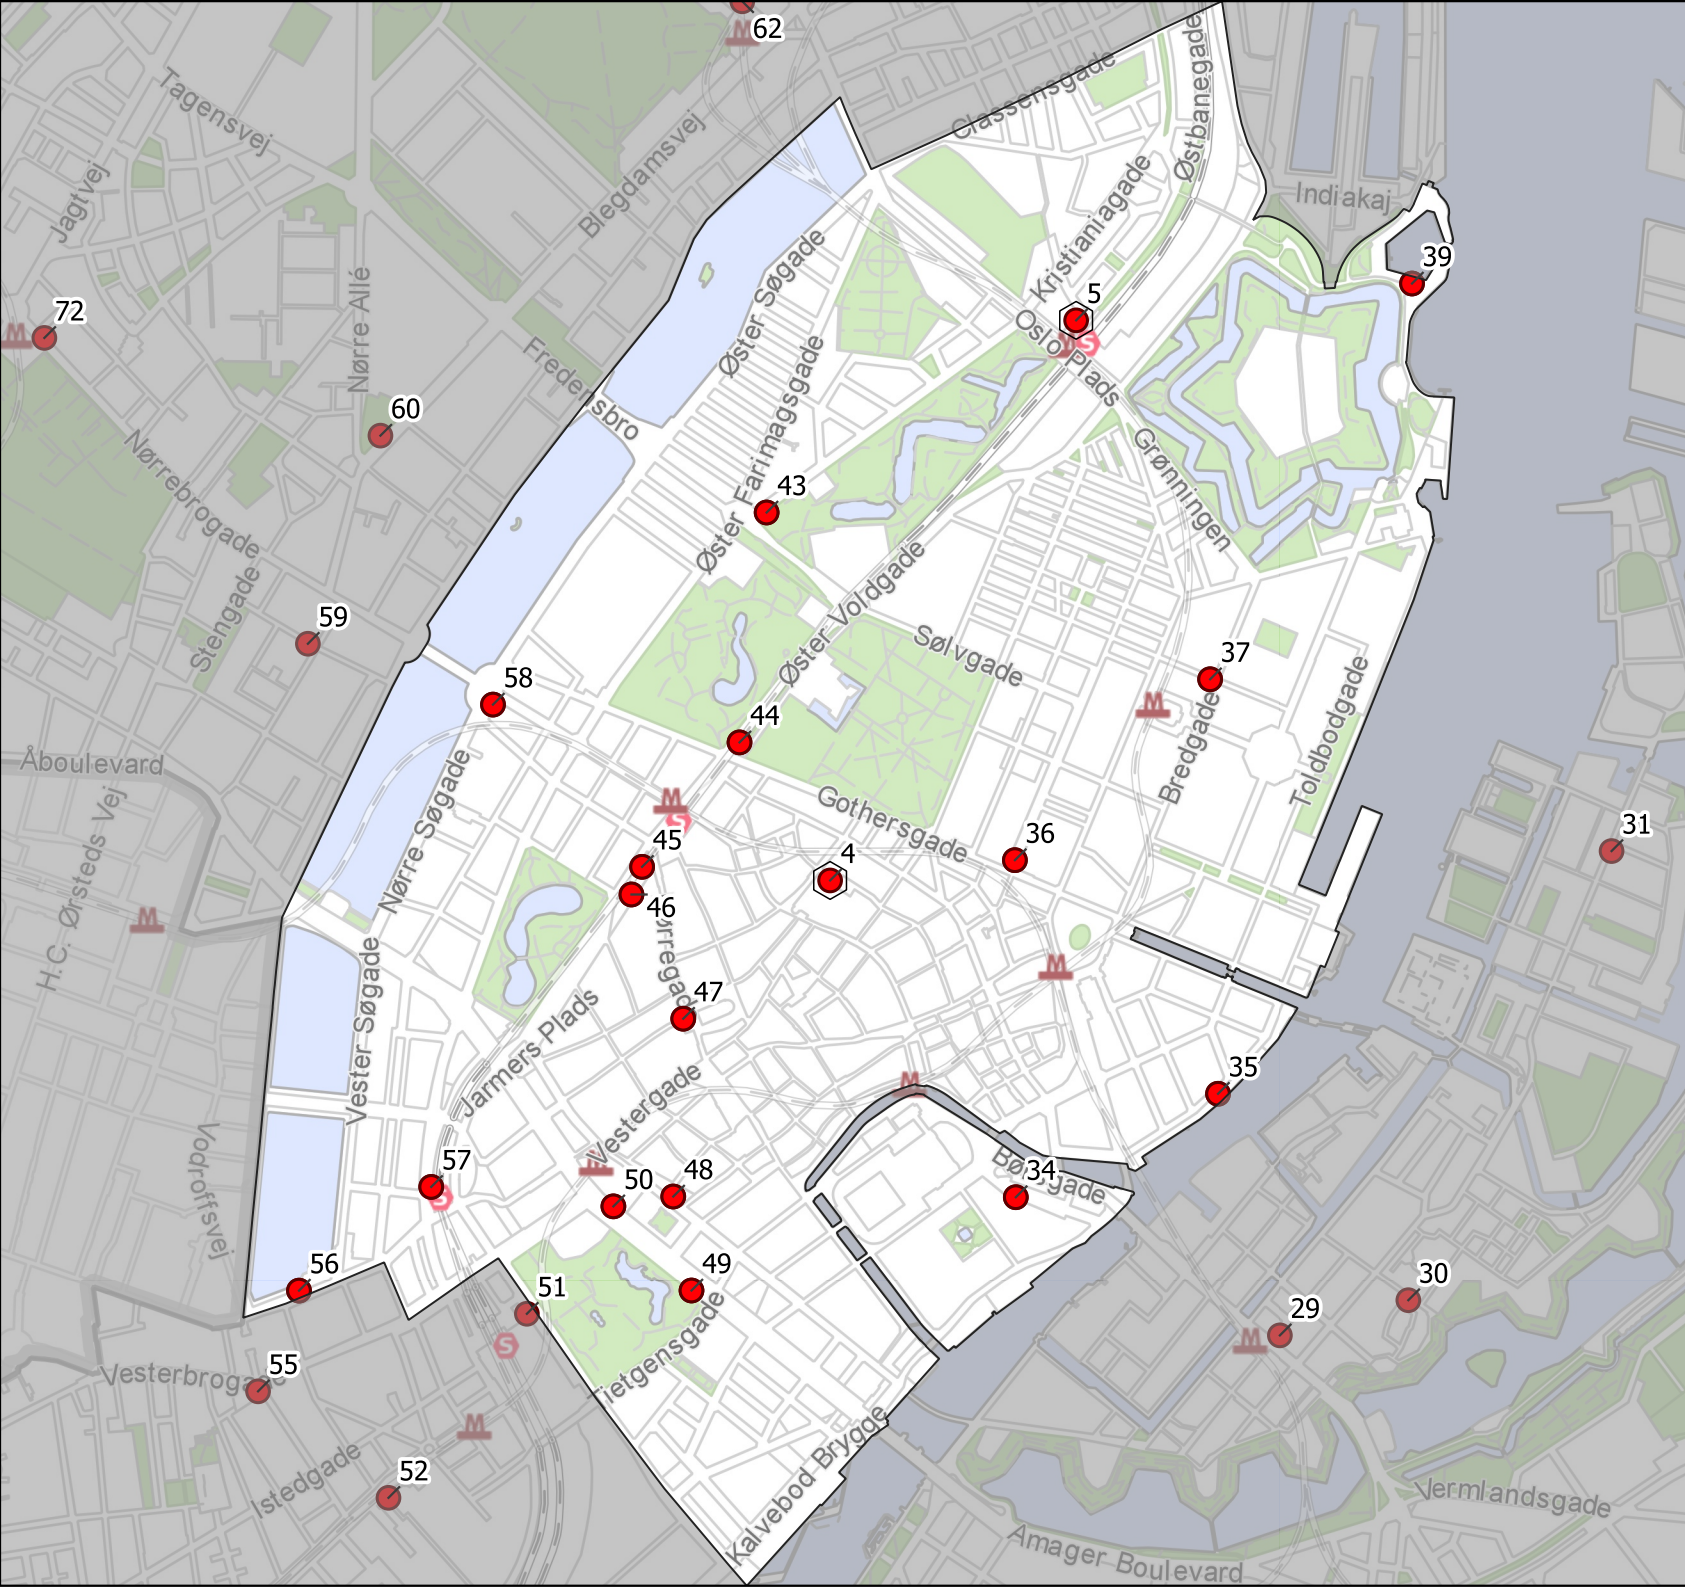 62
Classensgade
Østbanegade
Tagensvej
Blegdamsvej
Jagtvej
Indiakaj
Kristianiagade
39
Øster Søgade
5
72
Nørre Allé
Oslo Plads
Fredensbro
Øster Farimagsgade
60
Nørrebrogade
Grønningen
43
Øster Voldgade
Stengade
59
Sølvgade
37
58
Toldbodgade
44
Bredgade
Åboulevard
Nørre Søgade
Gothersgade
H.C. Ørsteds Vej
36
31
45
4
46
Vester Søgade
47
Jarmers Plads
35
Vestergade
Vodroffsvej
57
34
50
48
56
49
51
30
29
Tietgensgade
55
Vesterbrogade
Kalvebod Brygge
52
Istedgade
Vermlandsgade
Amager Boulevard
M
M
M
M
M
M
M
M
M
M
S
S
S
S